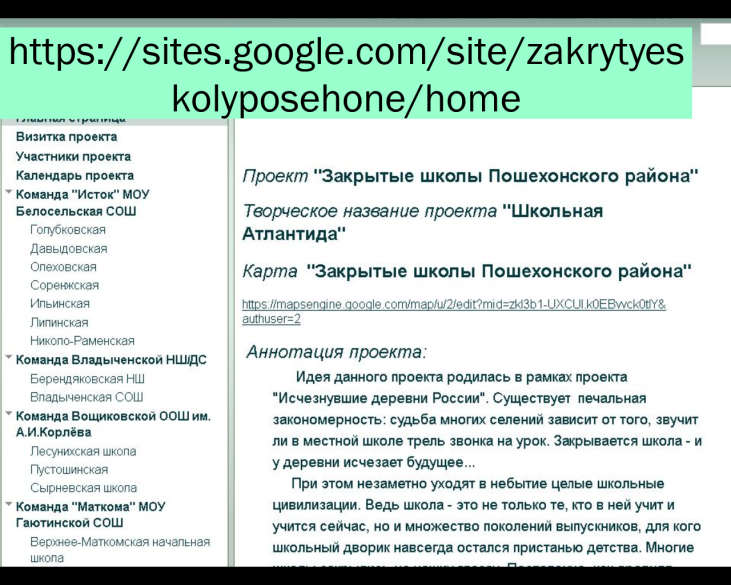 https://sites.google.com/site/zakrytyes
kolyposehone/home
Главная страница
Визитка проекта
Участники проекта
Календарь проекта
Команда "Исток" МОУ
Белосельская СОШ
Голубковская
Давыдовская
Олеховская
Соренжская
Ильинская
Липинская
Николо-Раменская
Команда Владыченской НШ/ДС
Берендяковская НШ
Владыченская СОШ
Команда Вощиковской ООШ им.
А.И.Корлёва
Лесунихская школа
Пустошинская
Сырневская школа
Команда "Маткома" МОУ
Гаютинской СОШ
Верхнее-Маткомская начальная
школа
Проект "Закрытые школы Пошехонского района"
Творческое название проекта "Школьная
Атлантида"
Карта "Закрытые школы Пошехонского района"
https://mapsengine.google.com/map/u/2/edit?mid=zkI3b1-UXCUI.k0EBvvck0tlY&
authuser=2
Аннотация проекта:
Идея данного проекта родилась в рамках проекта
"Исчезнувшие деревни России". Существует печальная
закономерность: судьба многих селений зависит от того, звучит
ли в местной школе трель звонка на урок. Закрывается школа - и
у деревни исчезает будущее...
При этом незаметно уходят в небытие целые школьные
цивилизации. Ведь школа - это не только те, кто в ней учит и
учится сейчас, но и множество поколений выпускников, для кого
школьный дворик навсегда остался пристанью детства. Многие